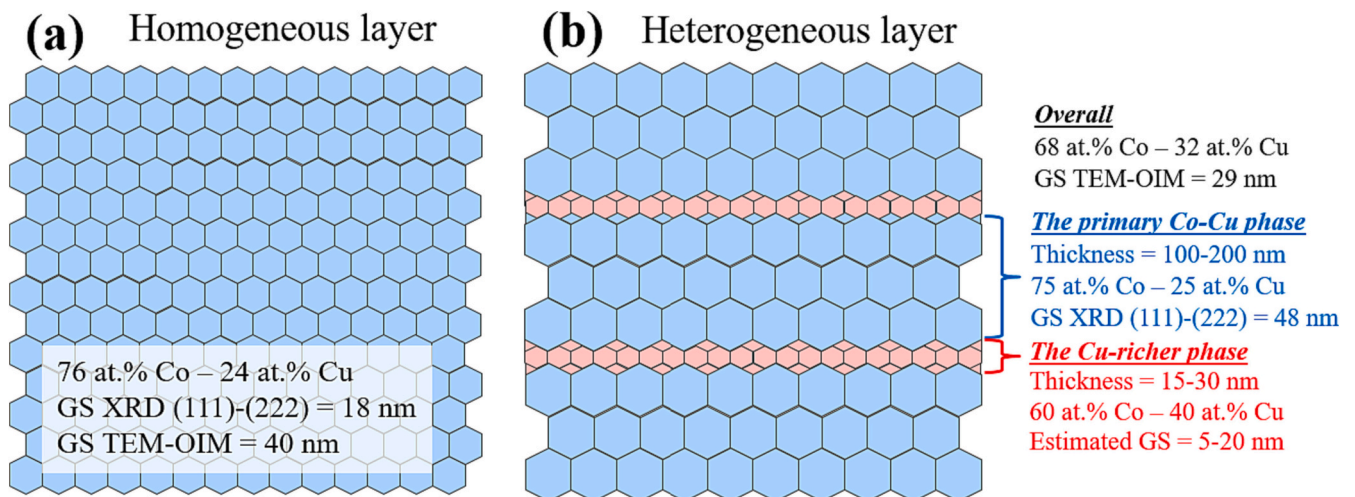 (a) Homogeneous layer
76 at.% Co – 24 at.% Cu
GS XRD (111)-(222) = 18 nm
GS TEM-OIM = 40 nm
(b) Heterogeneous layer
Overall
68 at.% Co – 32 at.% Cu
GS TEM-OIM = 29 nm
The primary Co-Cu phase
Thickness = 100-200 nm
75 at.% Co – 25 at.% Cu
GS XRD (111)-(222) = 48 nm
The Cu-richer phase
Thickness = 15-30 nm
60 at.% Co – 40 at.% Cu
Estimated GS = 5-20 nm